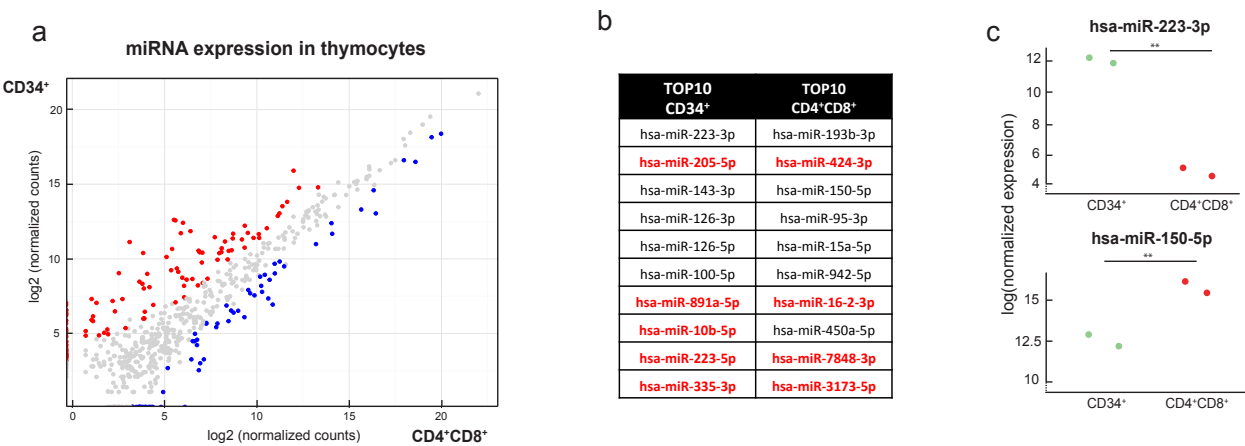 a
miRNA expression in thymocytes
CD34⁺
log2 (normalized counts)
20
15
10
5
0
5
10
15
20
log2 (normalized counts)
CD4⁺CD8⁺
b
TOP10 CD34⁺
TOP10 CD4⁺CD8⁺
hsa-miR-223-3p hsa-miR-193b-3p
hsa-miR-205-5p hsa-miR-424-3p
hsa-miR-143-3p hsa-miR-150-5p
hsa-miR-126-3p hsa-miR-95-3p
hsa-miR-126-5p hsa-miR-15a-5p
hsa-miR-100-5p hsa-miR-942-5p
hsa-miR-891a-5p hsa-miR-16-2-3p
hsa-miR-10b-5p hsa-miR-450a-5p
hsa-miR-223-5p hsa-miR-7848-3p
hsa-miR-335-3p hsa-miR-3173-5p
c
hsa-miR-223-3p
**
log(normalized expression)
12
10
8
6
4
CD34⁺
CD4⁺CD8⁺
hsa-miR-150-5p
**
15
12.5
10
CD34⁺
CD4⁺CD8⁺